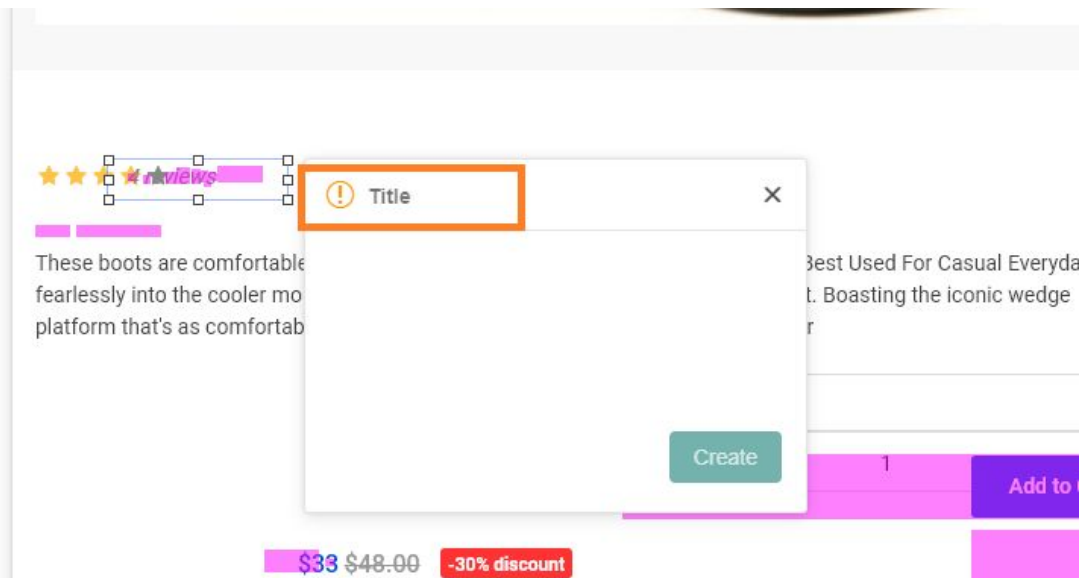 4 reviews
Title
These boots are comfortable
Best Used For Casual Everyda
fearlessly into the cooler mo
t. Boasting the iconic wedge
platform that's as comfortab
r
Create
1
Add to
$33 $48.00 -30% discount